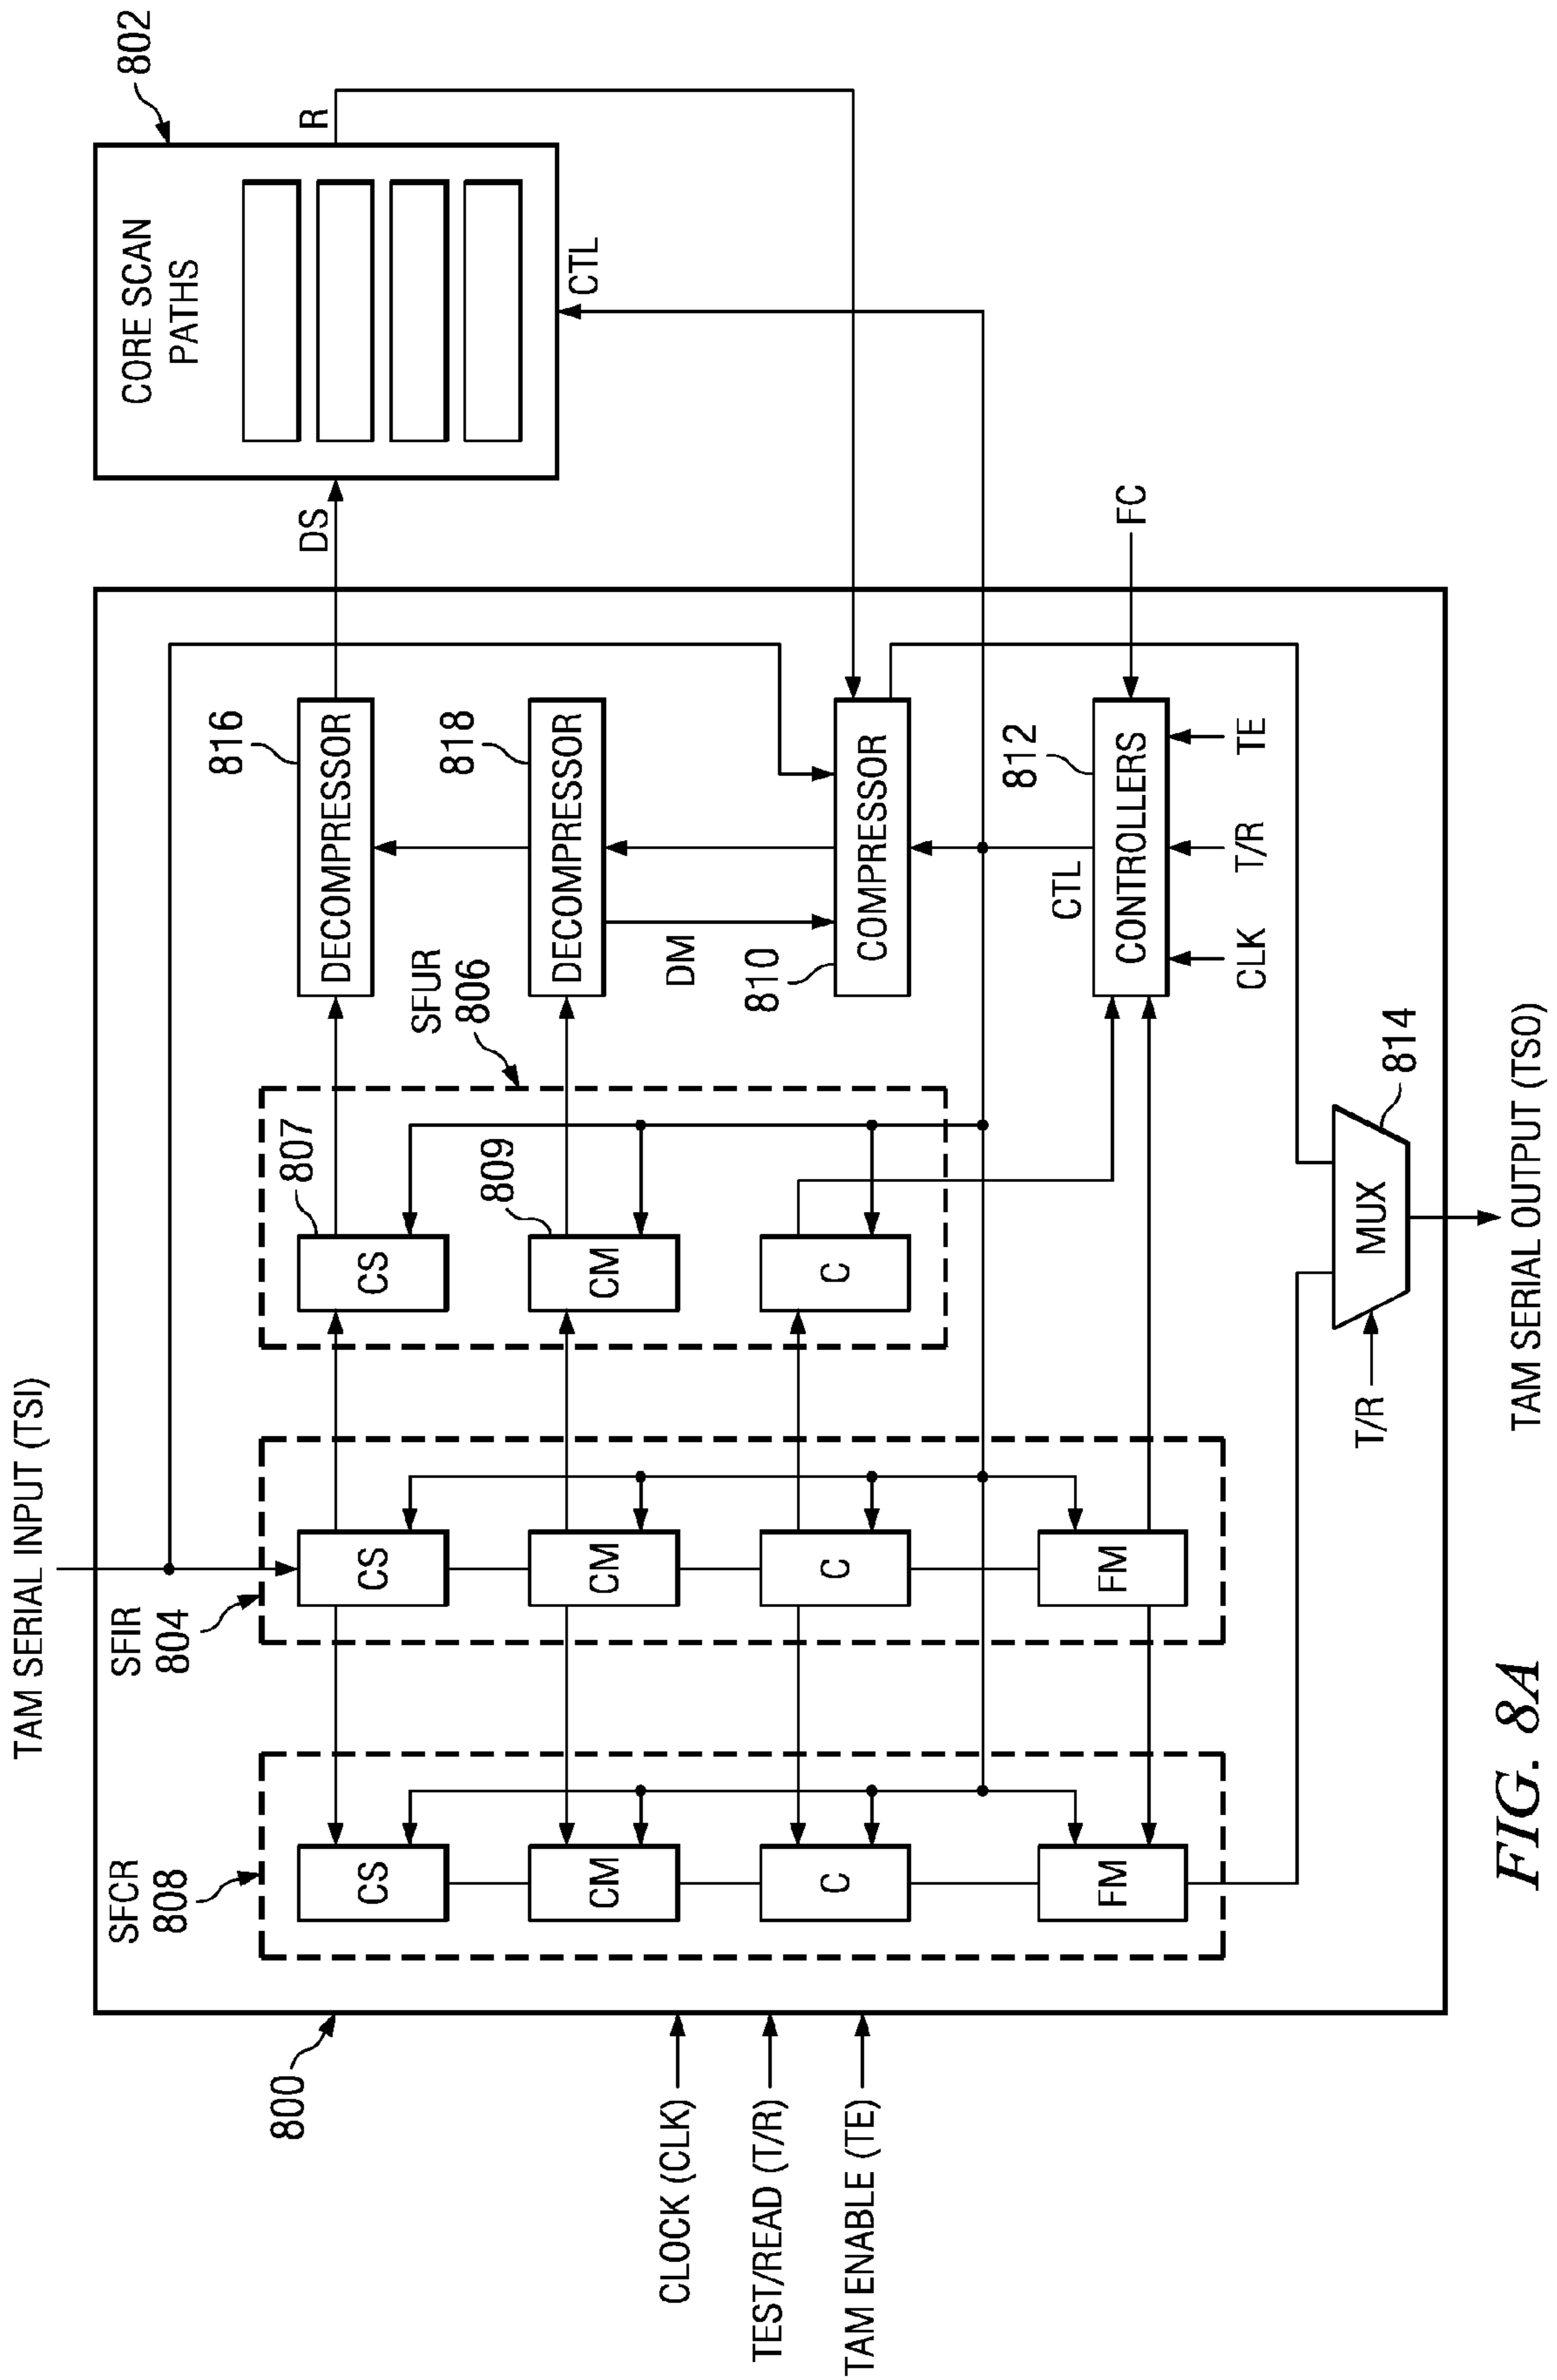 802
CORE SCAN
PATHS
R
DS
CTL
TAM SERIAL INPUT (TSI)
816
DECOMPRESSOR
818
DECOMPRESSOR
DM
810
COMPRESSOR
812
CONTROLLERS
CTL
FC
CLK
T/R
TE
SFUR
806
807
CS
809
CM
C
SFIR
804
CS
CM
C
FM
SFCR
808
CS
CM
C
FM
T/R
MUX
814
TAM SERIAL OUTPUT (TSO)
800
CLOCK (CLK)
TEST/READ (T/R)
TAM ENABLE (TE)
FIG. 8A